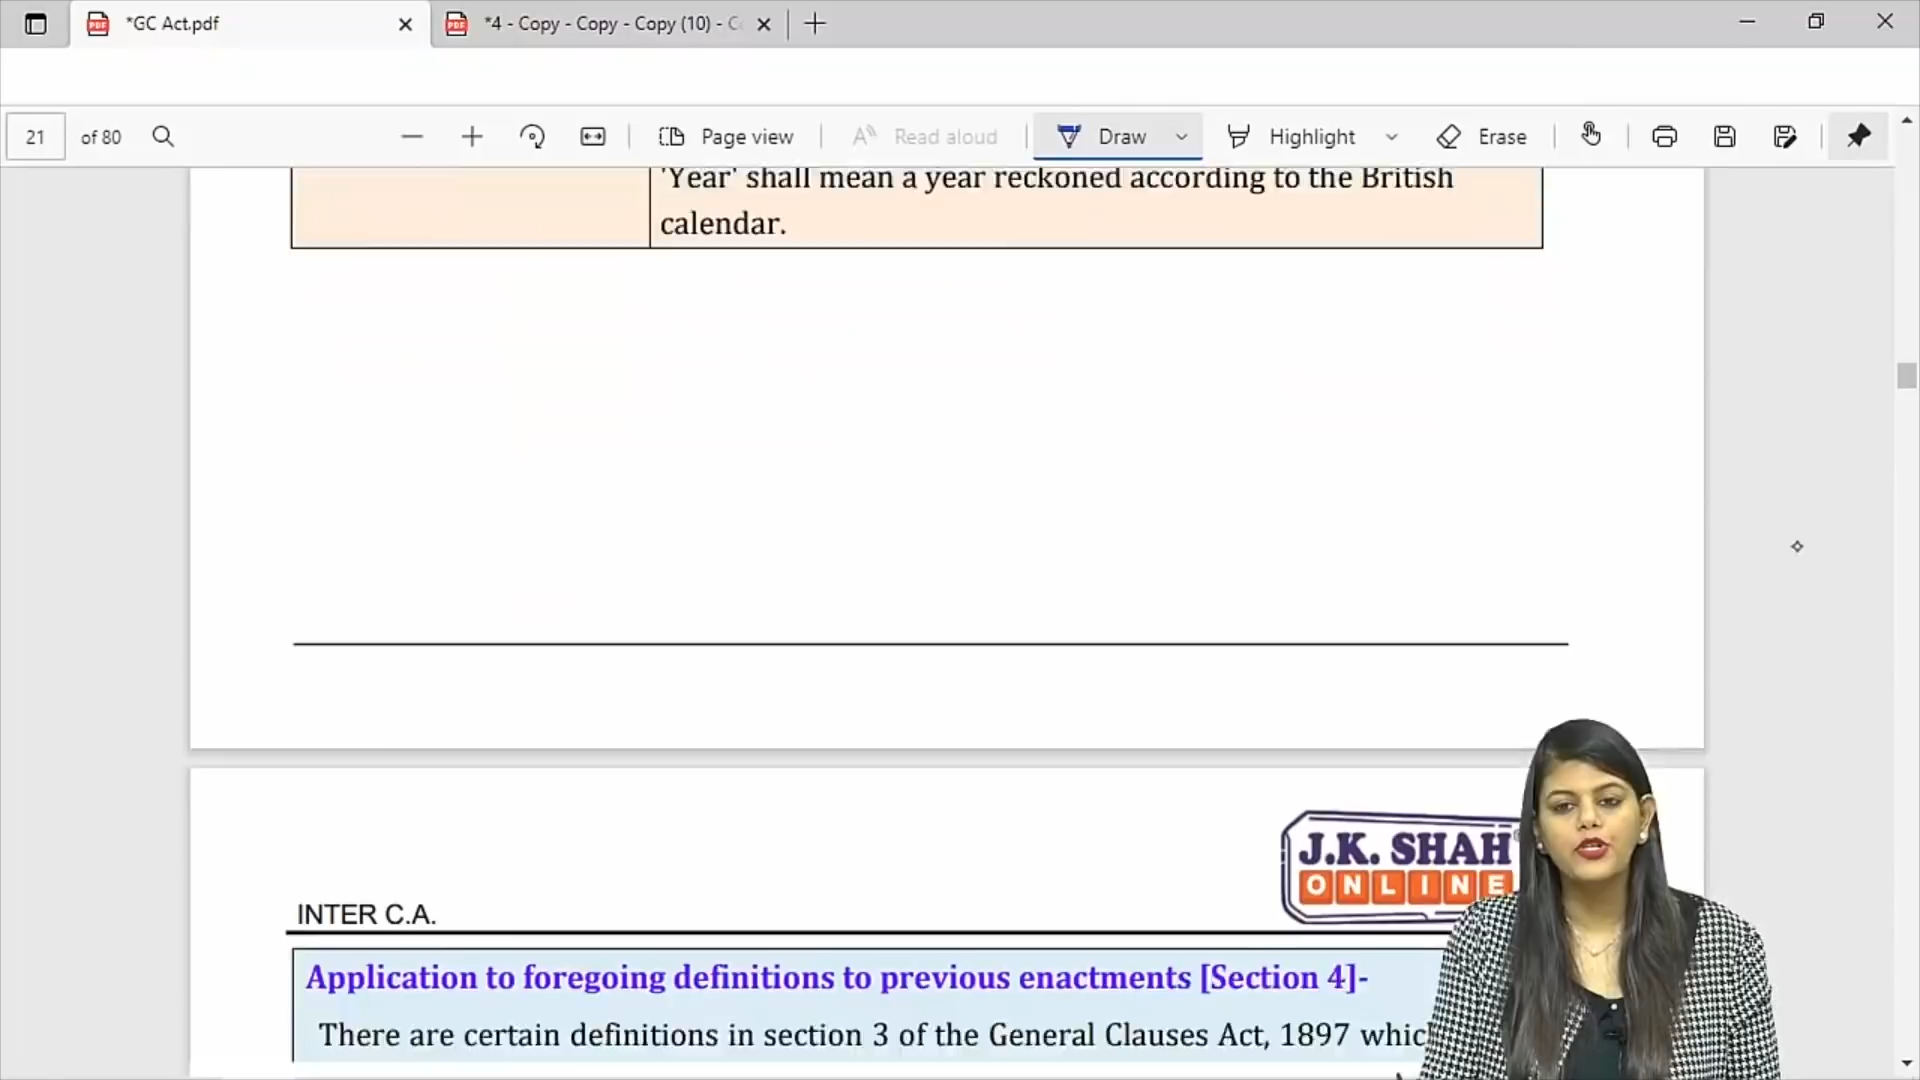 *GC Act.pdf
*4 - Copy - Copy - Copy (10) -
21 of 80
Page view
Read aloud
Draw
Highlight
Erase
'Year' shall mean a year reckoned according to the British
calendar.
J.K. SHAH
ONLINE
INTER C.A.
Application to foregoing definitions to previous enactments [Section 4]-
There are certain definitions in section 3 of the General Clauses Act, 1897